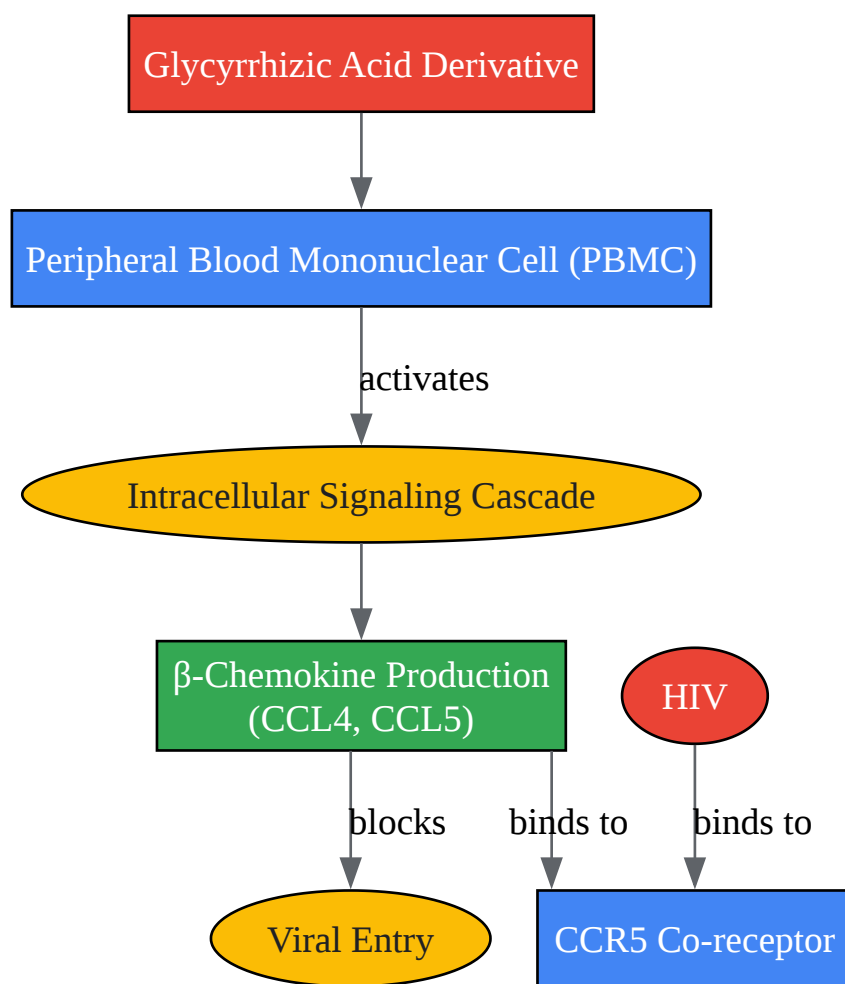 Glycyrrhizic Acid Derivative
Peripheral Blood Mononuclear Cell (PBMC)
activates
Intracellular Signaling Cascade
β-Chemokine Production
(CCL4, CCL5)
HIV
blocks
binds to
binds to
Viral Entry
CCR5 Co-receptor